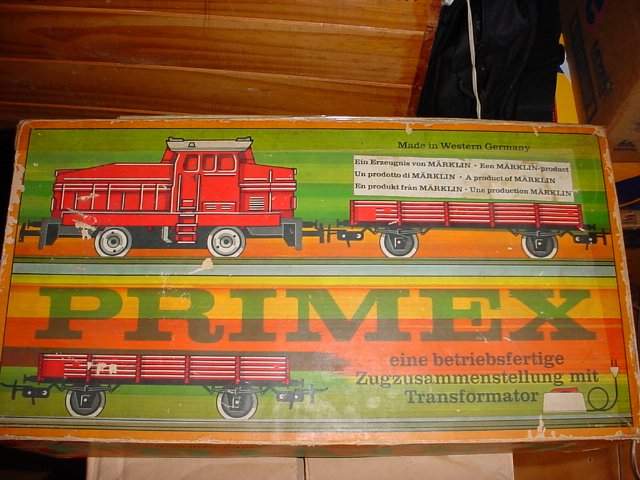 Made in Western Germany
Ein Erzeugnis von MÄRKLIN · Een MÄRKLIN-product
Un prodotto di MÄRKLIN · A product of MÄRKLIN
En produkt från MÄRKLIN · Une production MÄRKLIN
PRIMEX
eine betriebsfertige
Zugzusammenstellung mit
Transformator